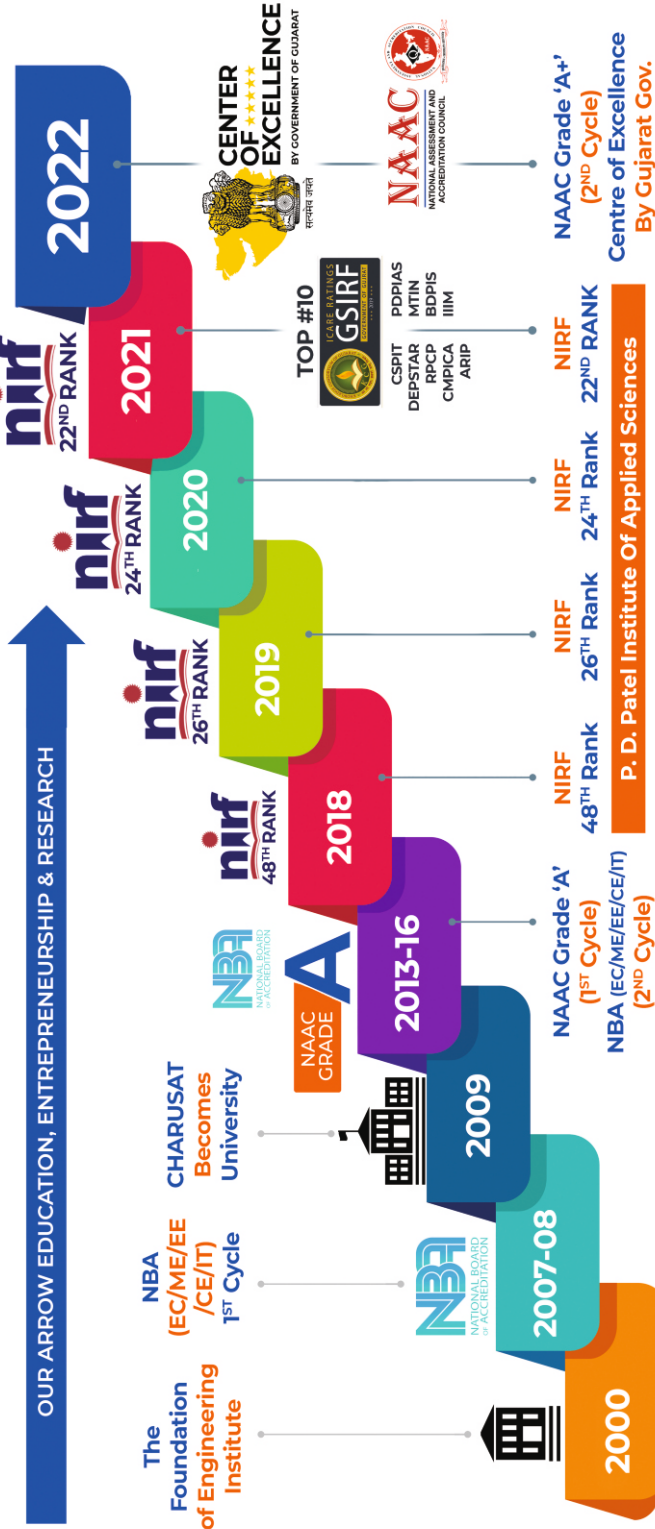 OUR ARROW EDUCATION, ENTREPRENEURSHIP & RESEARCH
The
Foundation
of Engineering
Institute
2000
NBA
(EC/ME/EE
/CE/IT)
1ST Cycle
NBA
NATIONAL BOARD
OF ACCREDITATION
2007-08
CHARUSAT
Becomes
University
2009
NBA
NATIONAL BOARD
OF ACCREDITATION
NAAC
GRADE
A
2013-16
NAAC Grade ‘A’
(1ST Cycle)
NBA (EC/ME/EE/CE/IT)
(2ND Cycle)
nirf
48TH RANK
2018
NIRF
48TH Rank
nirf
26TH RANK
2019
NIRF
26TH Rank
nirf
24TH RANK
2020
NIRF
24TH Rank
nirf
22ND RANK
2021
TOP #10
ICARE RATINGS
GSIRF
GOVERNMENT OF GUJRAT
CSPIT
DEPSTAR
RPCP
CMPICA
ARIP
PDPIAS
MTIN
BDPIS
IIIM
NIRF
22ND RANK
P. D. Patel Institute Of Applied Sciences
2022
CENTER
OF
EXCELLENCE
BY GOVERNMENT OF GUJARAT
सत्यमेव जयते
NAAC
NATIONAL ASSESSMENT AND
ACCREDITATION COUNCIL
NAAC Grade ‘A+’
(2ND Cycle)
Centre of Excellence
By Gujarat Gov.